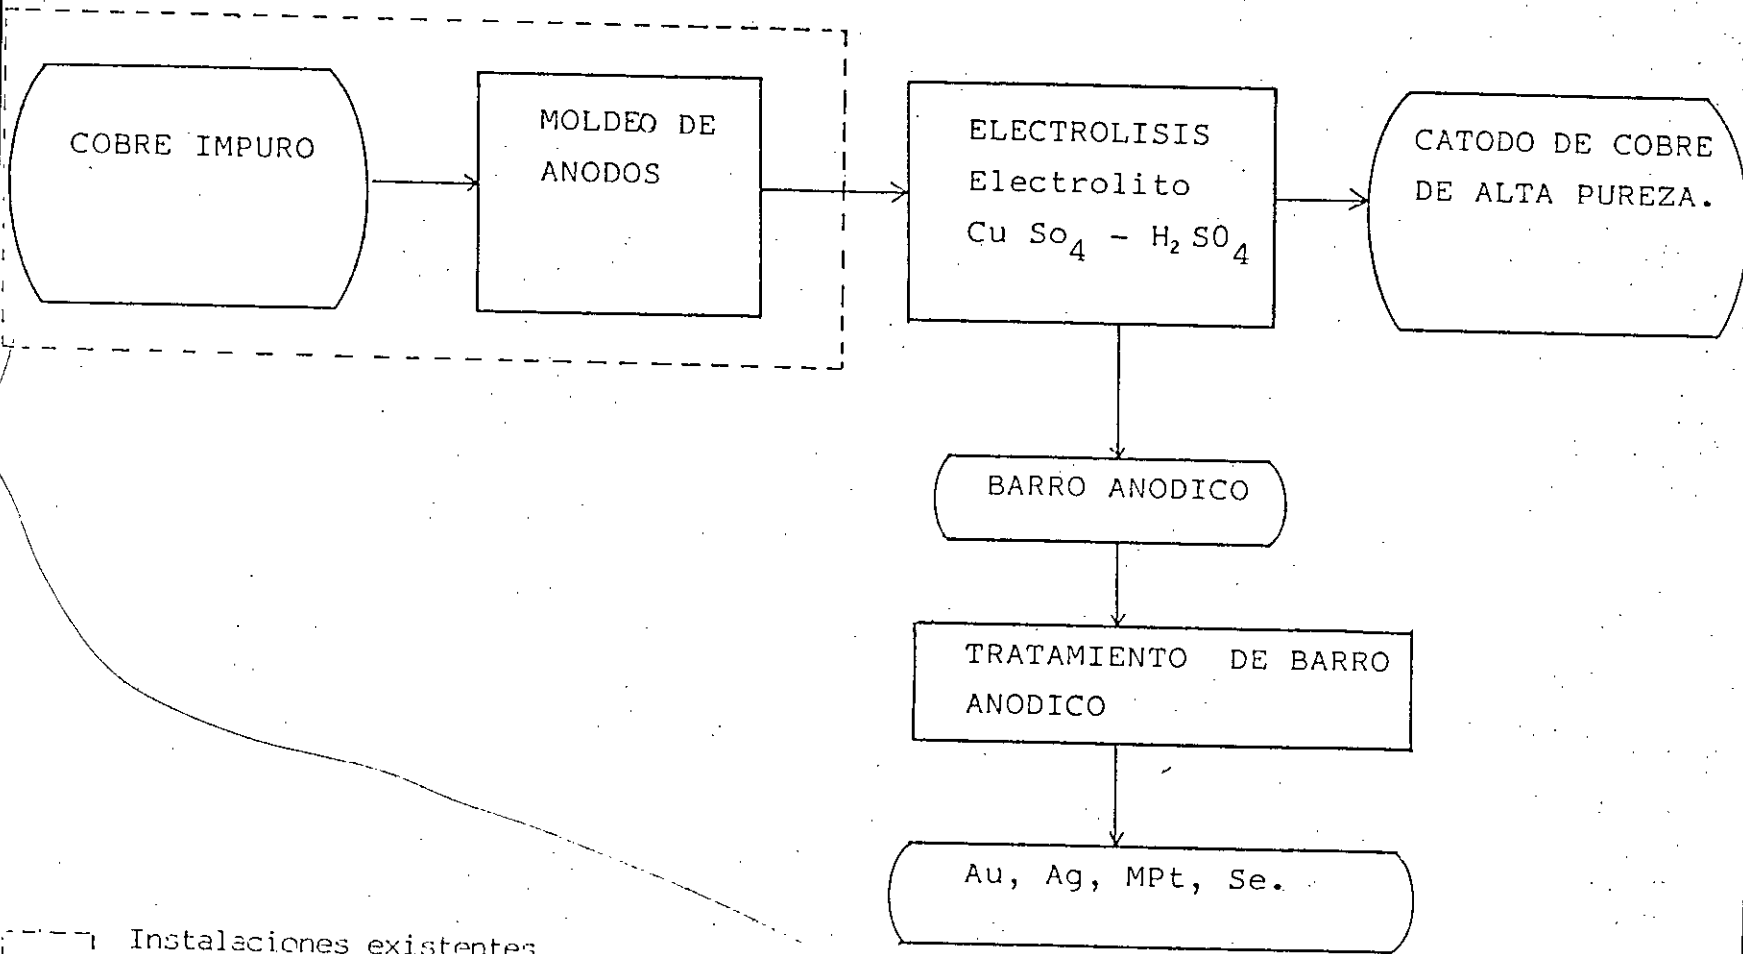 COBRE IMPURO
MOLDEO DE
ANODOS
ELECTROLISIS
Electrolito
Cu So4 - H2 SO4
CATODO DE COBRE
DE ALTA PUREZA.
BARRO ANODICO
TRATAMIENTO DE BARRO
ANODICO
Au, Ag, MPt, Se.
Instalaciones existentes